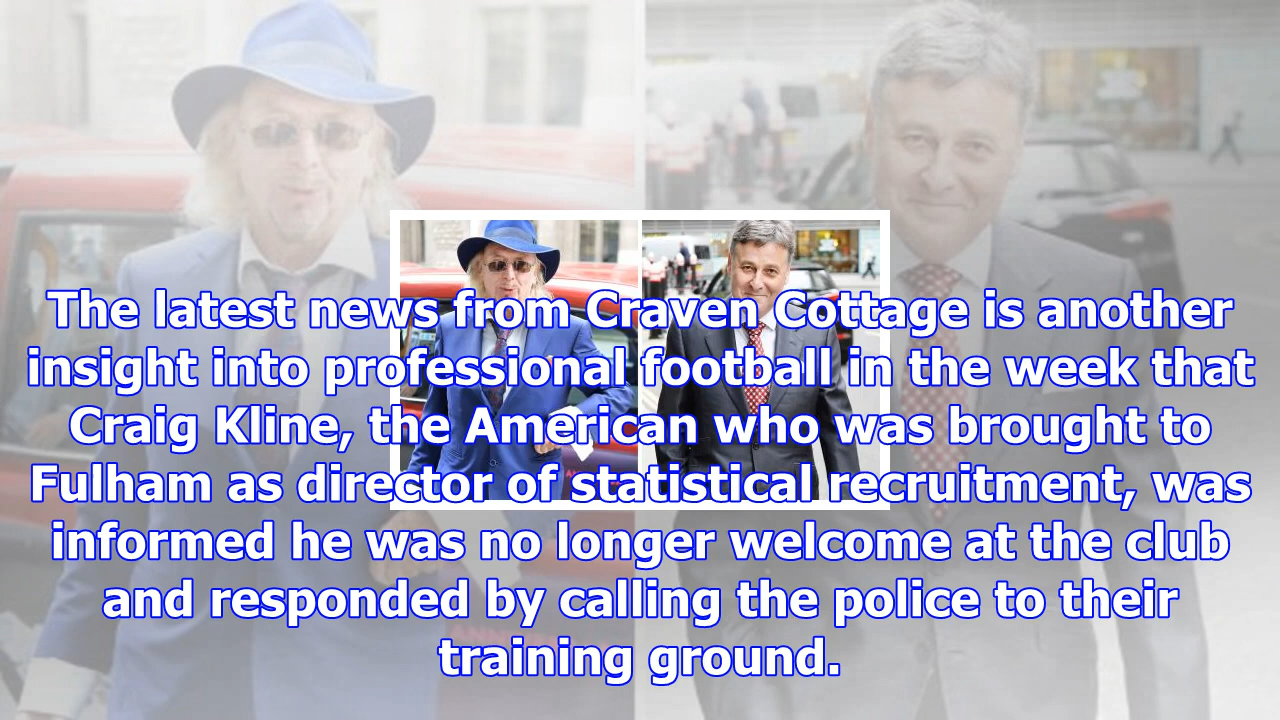 The latest news from Craven Cottage is another
insight into professional football in the week that
Craig Kline, the American who was brought to
Fulham as director of statistical recruitment, was
informed he was no longer welcome at the club
and responded by calling the police to their
training ground.